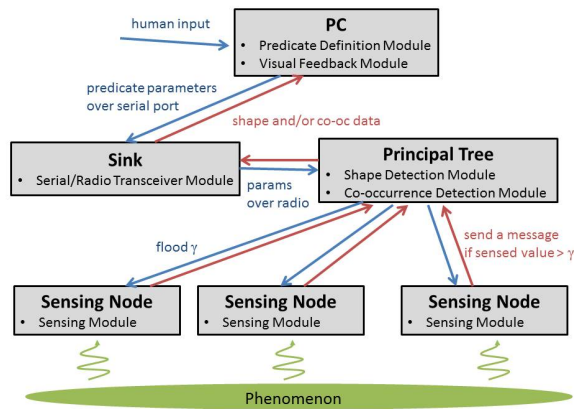 human input
PC
• Predicate Definition Module
• Visual Feedback Module
predicate parameters
over serial port
shape and/or co-oc data
Sink
• Serial/Radio Transceiver Module
params
over radio
Principal Tree
• Shape Detection Module
• Co-occurrence Detection Module
flood γ
send a message
if sensed value > γ
Sensing Node
• Sensing Module
Sensing Node
• Sensing Module
Sensing Node
• Sensing Module
Phenomenon